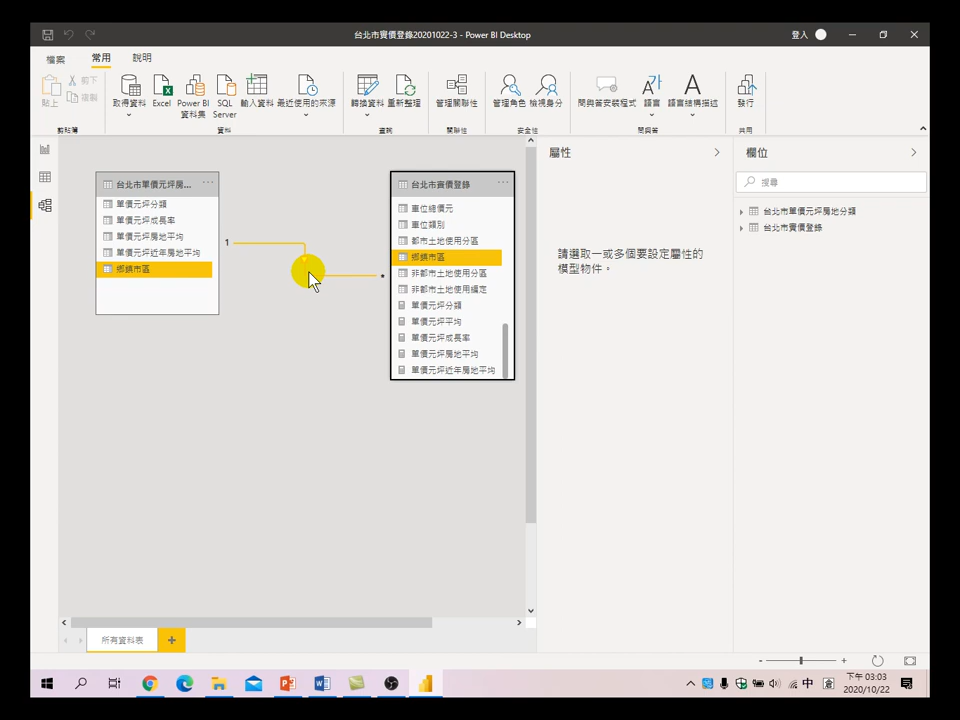 台北市實價登錄20201022-3 - Power BI Desktop
登入
檔案
常用
說明
貼上
剪下
複製
取得資料
Excel
Power BI
資料集
SQL
Server
輸入資料
最近使用的來源
轉換資料
重新整理
管理關聯性
管理角色
檢視身分
問與答安裝程式
語言
語言結構描述
發行
剪貼簿
資料
查詢
關聯性
安全性
問與答
共用
台北市單價元坪房...
單價元坪分類
單價元坪成長率
單價元坪房地平均
單價元坪近年房地平均
鄉鎮市區
1
*
台北市實價登錄
車位總價元
車位類別
都市土地使用分區
鄉鎮市區
非都市土地使用分區
非都市土地使用編定
單價元坪分類
單價元坪平均
單價元坪成長率
單價元坪房地平均
單價元坪近年房地平均
屬性
請選取一或多個要設定屬性的
模型物件。
欄位
搜尋
台北市單價元坪房地分類
台北市實價登錄
所有資料表
+
- +
中
倉
下午 03:03
2020/10/22